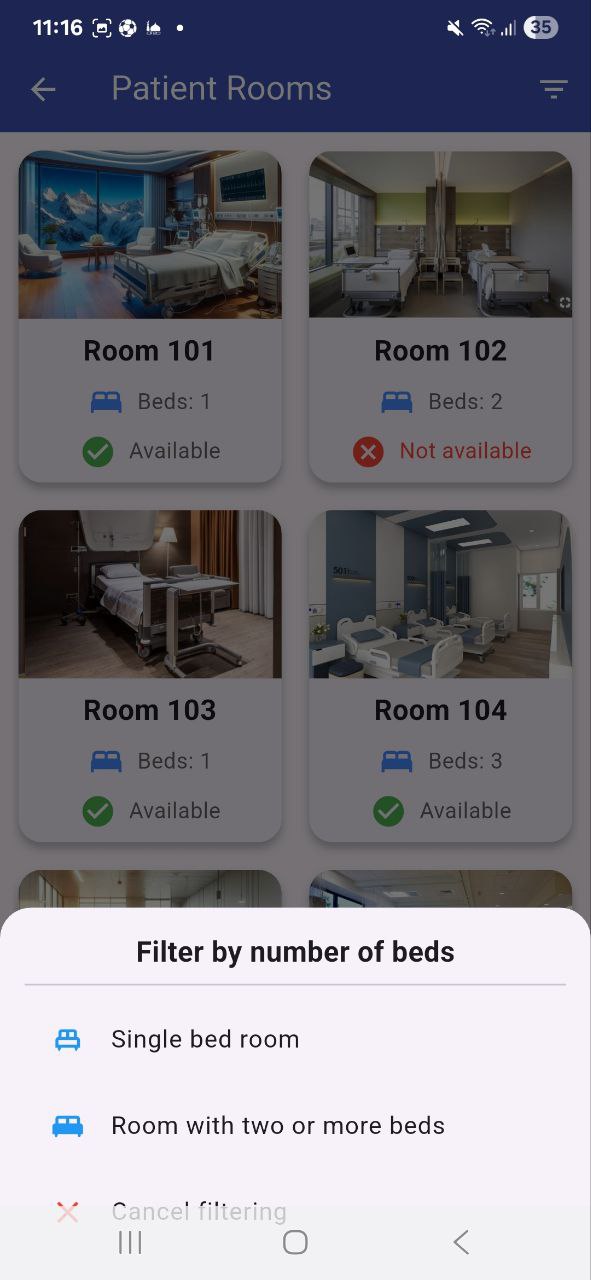 11:16
35
Patient Rooms
Room 101
Beds: 1
Available
Room 102
Beds: 2
Not available
501
Room 103
Beds: 1
Available
Room 104
Beds: 3
Available
Filter by number of beds
Single bed room
Room with two or more beds
Cancel filtering